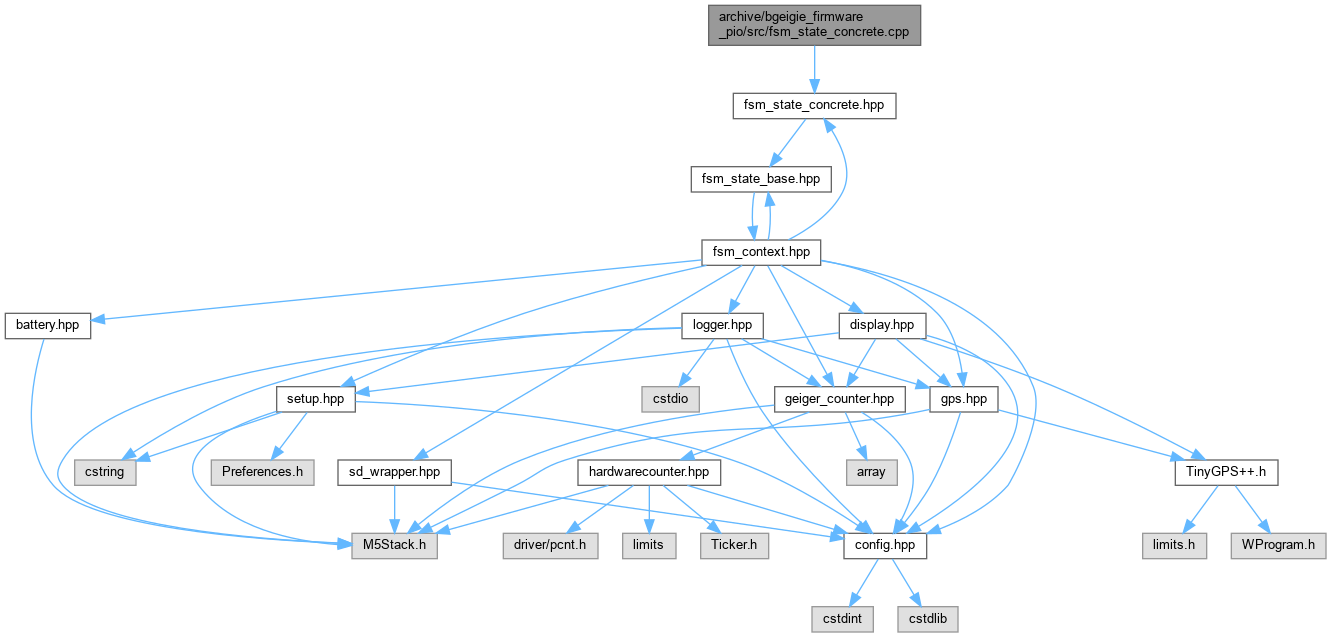 archive/bgeigie_firmware
_pio/src/fsm_state_concrete.cpp
fsm_state_concrete.hpp
fsm_state_base.hpp
fsm_context.hpp
battery.hpp
logger.hpp
display.hpp
setup.hpp
cstdio
geiger_counter.hpp
gps.hpp
cstring
Preferences.h
sd_wrapper.hpp
hardwarecounter.hpp
array
TinyGPS++.h
M5Stack.h
driver/pcnt.h
limits
Ticker.h
config.hpp
limits.h
WProgram.h
cstdint
cstdlib